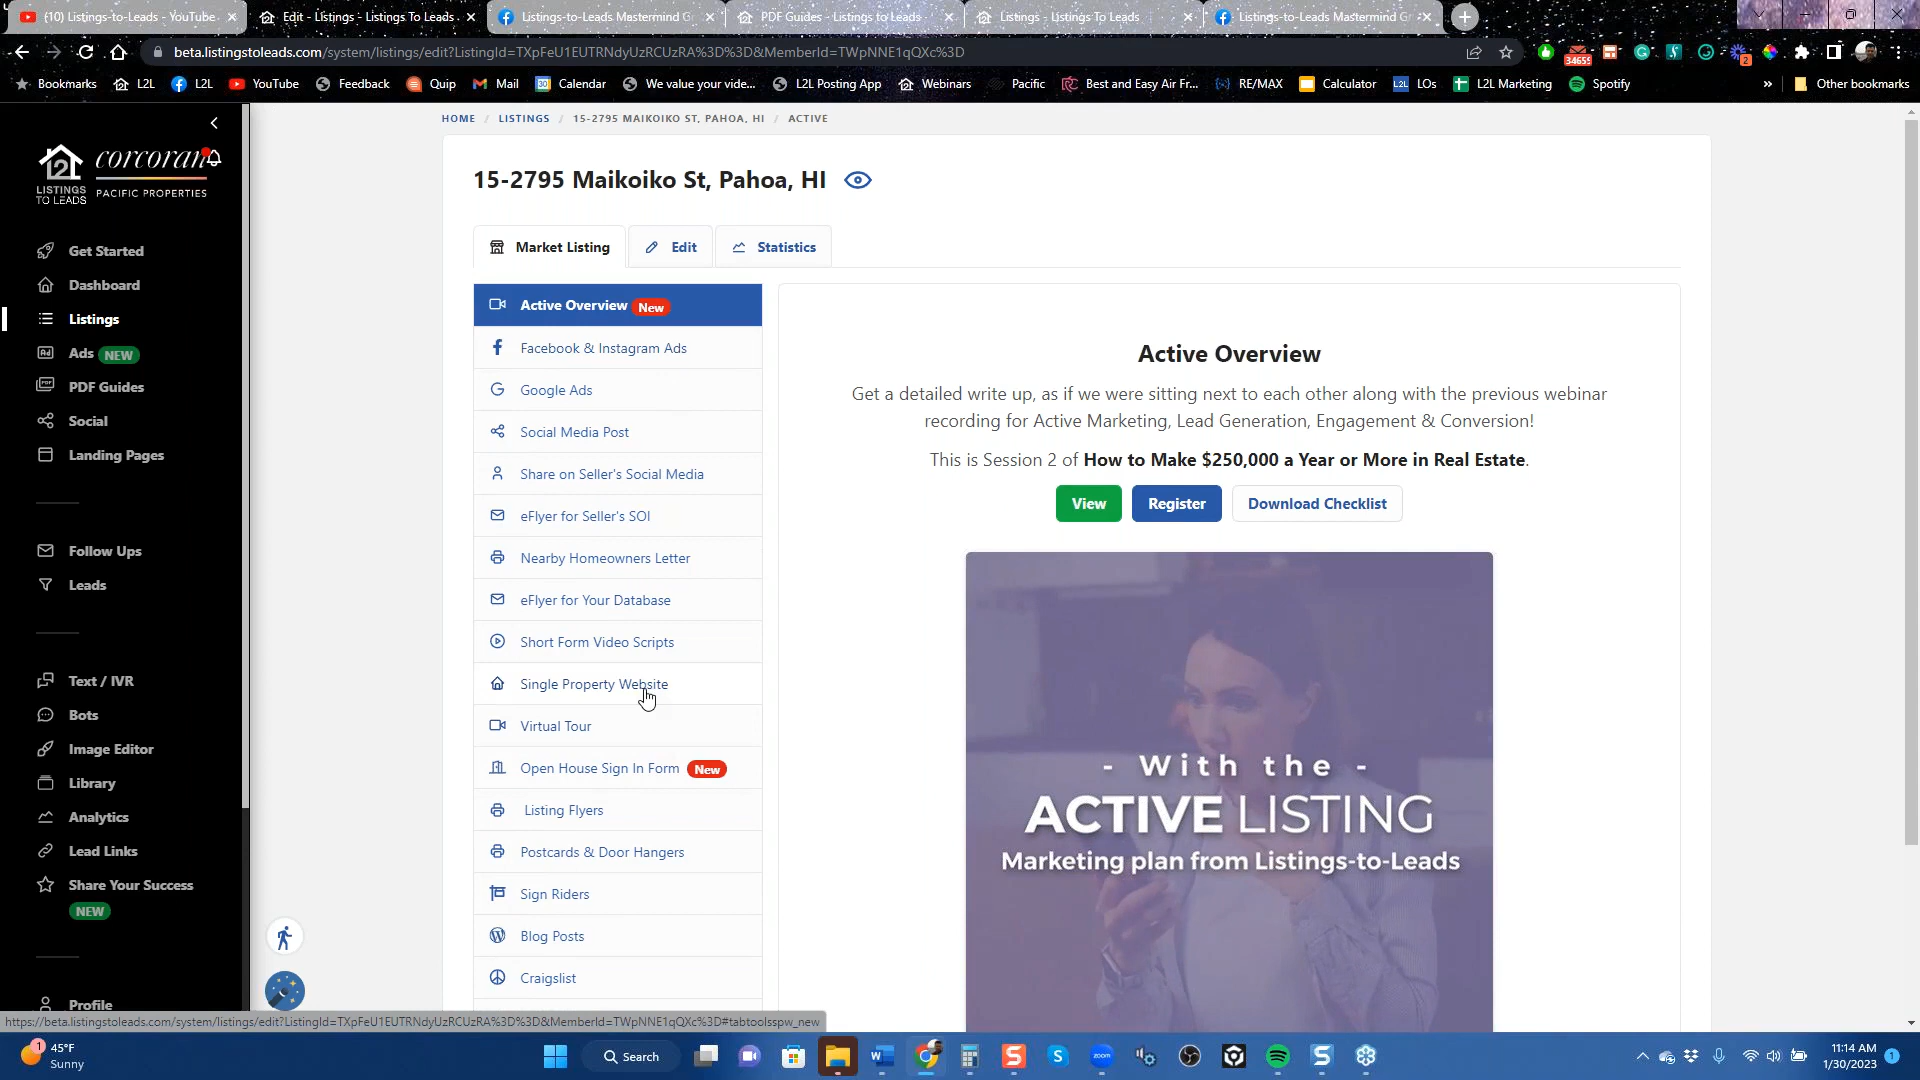 (10) Listings-to-Leads - YouTube
Edit - Listings - Listings To Leads
Listings-to-Leads Mastermind G
PDF Guides - Listings to Leads
Listings - Listings To Leads
Listings-to-Leads Mastermind Gr
beta.listingstoleads.com/system/listings/edit?ListingId=TXpFeU1EUTRNdyUzRCUzRA%3D%3D&MemberId=TWpNNE1qQXc%3D
34655
2
Bookmarks
L2L
L2L
YouTube
Feedback
Quip
Mail
Calendar
We value your vide...
L2L Posting App
Webinars
Pacific
Best and Easy Air Fr...
RE/MAX
Calculator
L2L LOs
L2L Marketing
Spotify
»
Other bookmarks
HOME / LISTINGS / 15-2795 MAIKOIKO ST, PAHOA, HI / ACTIVE
L2L
LISTINGS
TO LEADS
corcoran
PACIFIC PROPERTIES
15-2795 Maikoiko St, Pahoa, HI
Market Listing
Edit
Statistics
Get Started
Dashboard
Listings
Ads NEW
PDF Guides
Social
Landing Pages
Follow Ups
Leads
Text / IVR
Bots
Image Editor
Library
Analytics
Lead Links
Share Your Success
NEW
Profile
Active Overview New
Facebook & Instagram Ads
Google Ads
Social Media Post
Share on Seller's Social Media
eFlyer for Seller's SOI
Nearby Homeowners Letter
eFlyer for Your Database
Short Form Video Scripts
Single Property Website
Virtual Tour
Open House Sign In Form New
Listing Flyers
Postcards & Door Hangers
Sign Riders
Blog Posts
Craigslist
Active Overview
Get a detailed write up, as if we were sitting next to each other along with the previous webinar
recording for Active Marketing, Lead Generation, Engagement & Conversion!
This is Session 2 of How to Make $250,000 a Year or More in Real Estate.
View
Register
Download Checklist
- With the -
ACTIVE LISTING
Marketing plan from Listings-to-Leads
https://beta.listingstoleads.com/system/listings/edit?ListingId=TXpFeU1EUTRNdyUzRCUzRA%3D%3D&MemberId=TWpNNE1qQXc%3D#tabtoolsspw_new
1
45°F
Sunny
Search
zoom
11:14 AM
1/30/2023
1